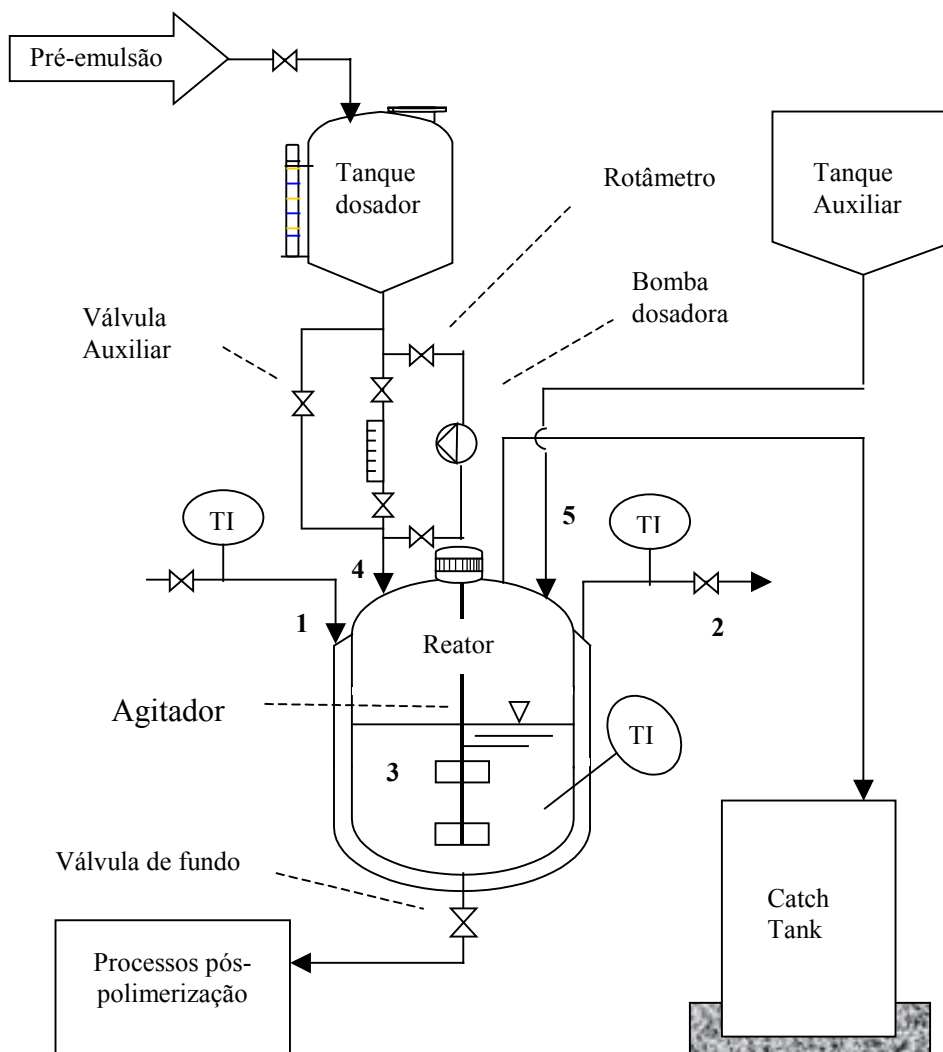 Pré-emulsão
Tanque
dosador
Rotâmetro
Tanque
Auxiliar
Bomba
dosadora
Válvula
Auxiliar
TI
4
5
TI
1
2
Reator
Agitador
TI
3
Válvula de fundo
Catch
Tank
Processos pós-
polimerização